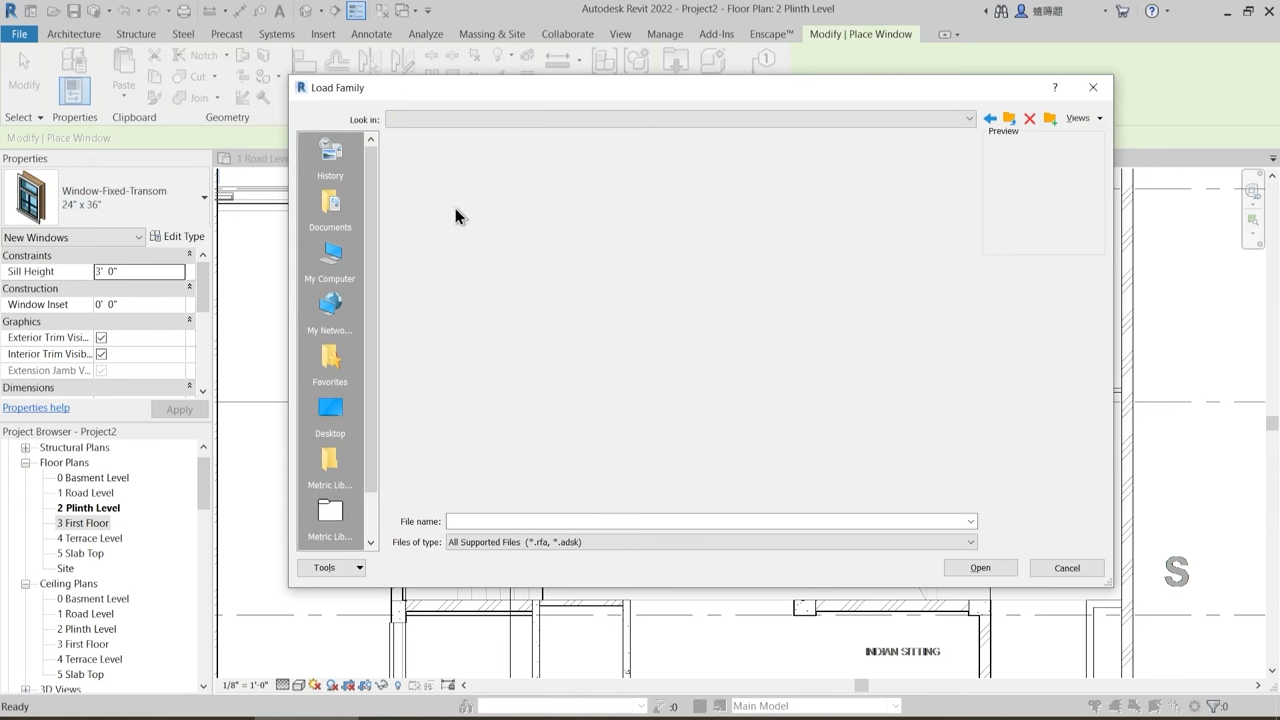 Autodesk Revit 2022 - Project2 - Floor Plan: 2 Plinth Level
File Architecture Structure Steel Precast Systems Insert Annotate Analyze Massing & Site Collaborate View Manage Add-Ins Enscape™ Modify | Place Window
Modify
Paste
Notch
Cut
Join
Select Properties Clipboard Geometry
Modify | Place Window
Properties
Window-Fixed-Transom
24" x 36"
New Windows Edit Type
Constraints
Sill Height 3' 0"
Construction
Window Inset 0' 0"
Graphics
Exterior Trim Visi...
Interior Trim Visib...
Extension Jamb V...
Dimensions
Properties help Apply
Project Browser - Project2
Structural Plans
Floor Plans
0 Basment Level
1 Road Level
2 Plinth Level
3 First Floor
4 Terrace Level
5 Slab Top
Site
Ceiling Plans
0 Basment Level
1 Road Level
2 Plinth Level
3 First Floor
4 Terrace Level
5 Slab Top
3D Views
1 Road Leve
Load Family
?
Look in:
Views
Preview
History
Documents
My Computer
My Netwo...
Favorites
Desktop
Metric Lib...
Metric Lib...
File name:
Files of type: All Supported Files (*.rfa, *.adsk)
Tools Open Cancel
S
INDIAN SITTING
1/8" = 1'-0"
Ready :0 Main Model :0